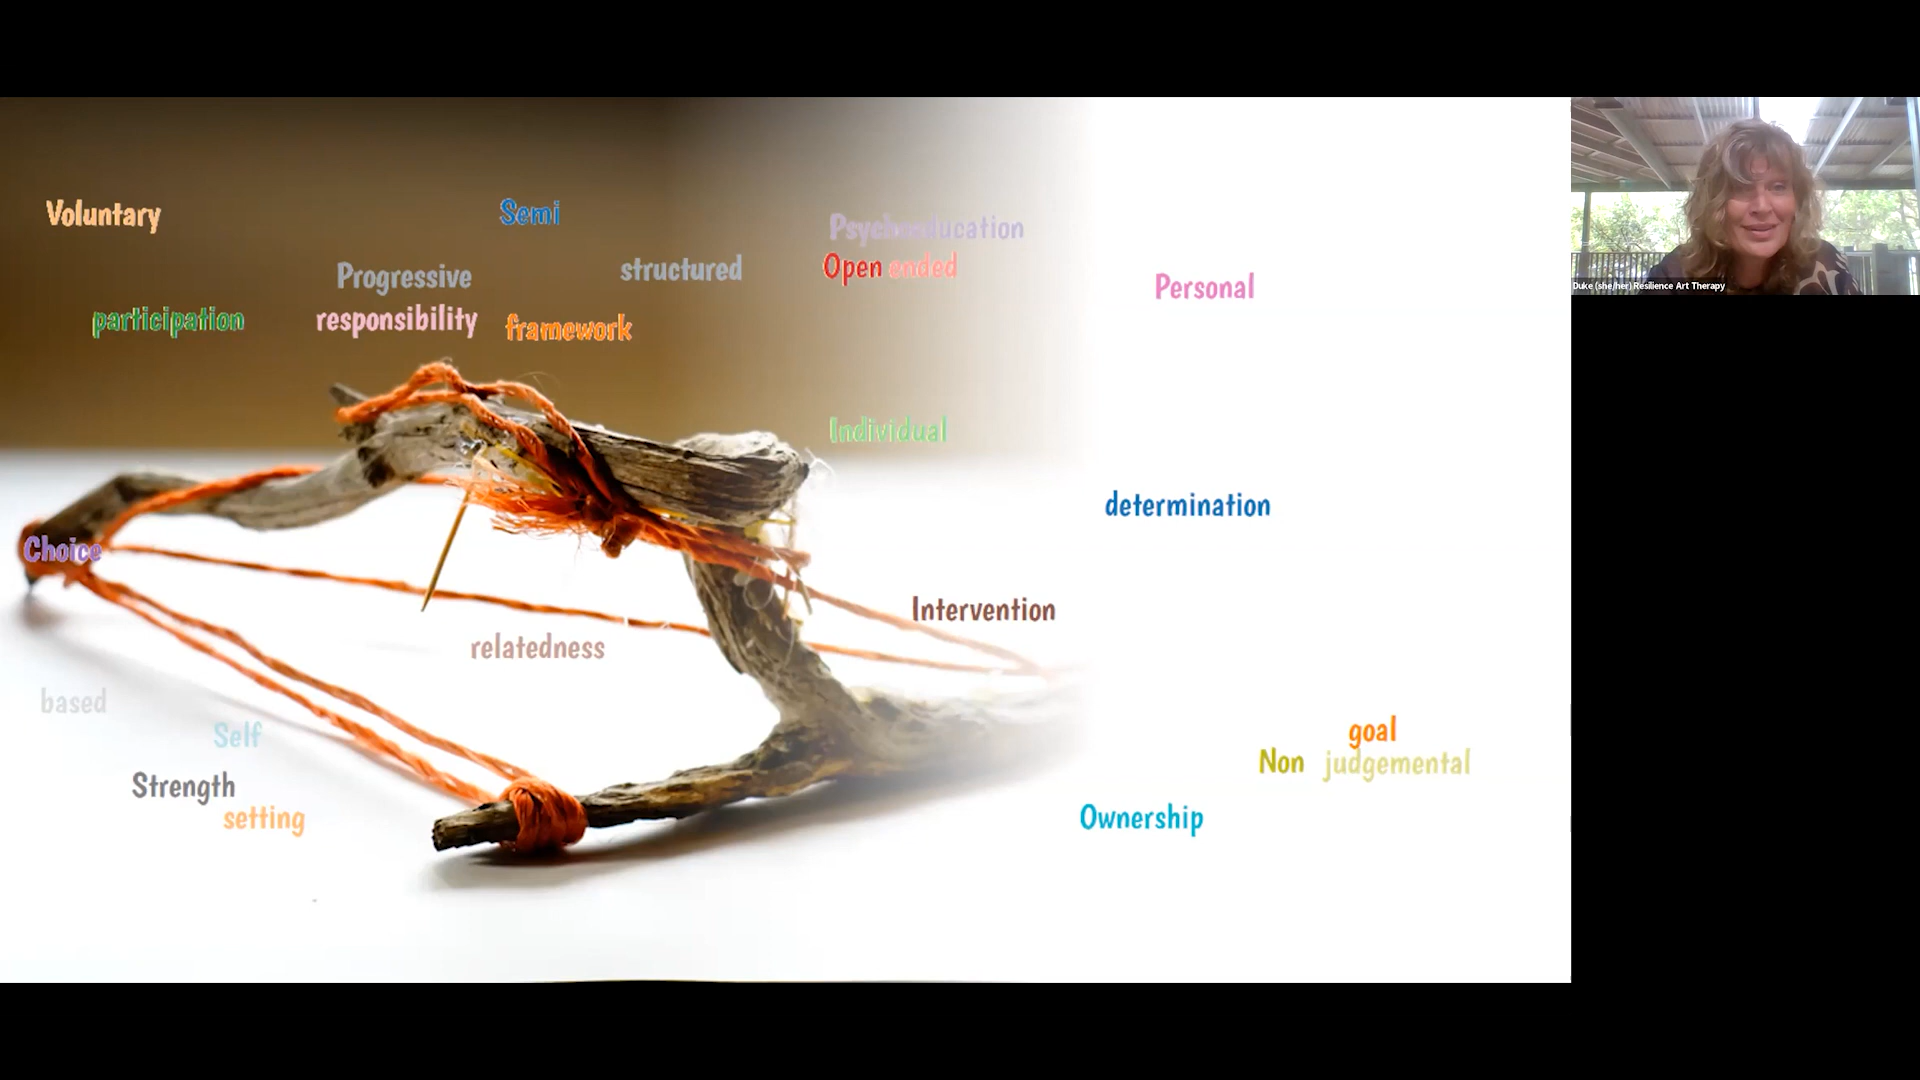 Voluntary
Semi
Psychoeducation
Progressive
structured
Open ended
Personal
participation
responsibility
framework
Individual
determination
Choice
Intervention
relatedness
based
Self
goal
Non judgemental
Strength
setting
Ownership
Duke (she/her) Resilience Art Therapy